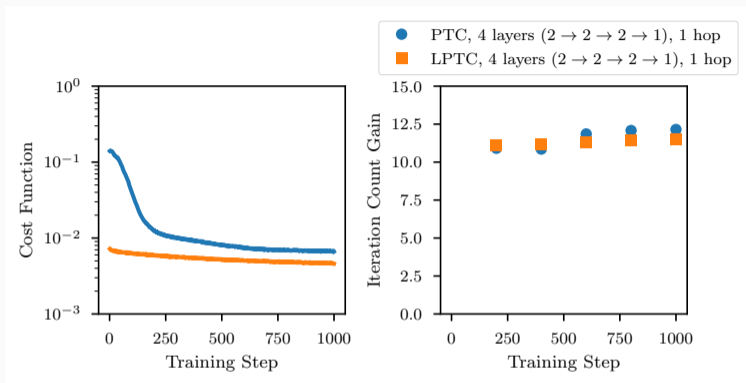 PTC, 4 layers (2 → 2 → 2 → 1), 1 hop
LPTC, 4 layers (2 → 2 → 2 → 1), 1 hop
Cost Function
10⁰
10⁻¹
10⁻²
10⁻³
0 250 500 750 1000
Training Step
Iteration Count Gain
15.0
12.5
10.0
7.5
5.0
2.5
0.0
0 250 500 750 1000
Training Step